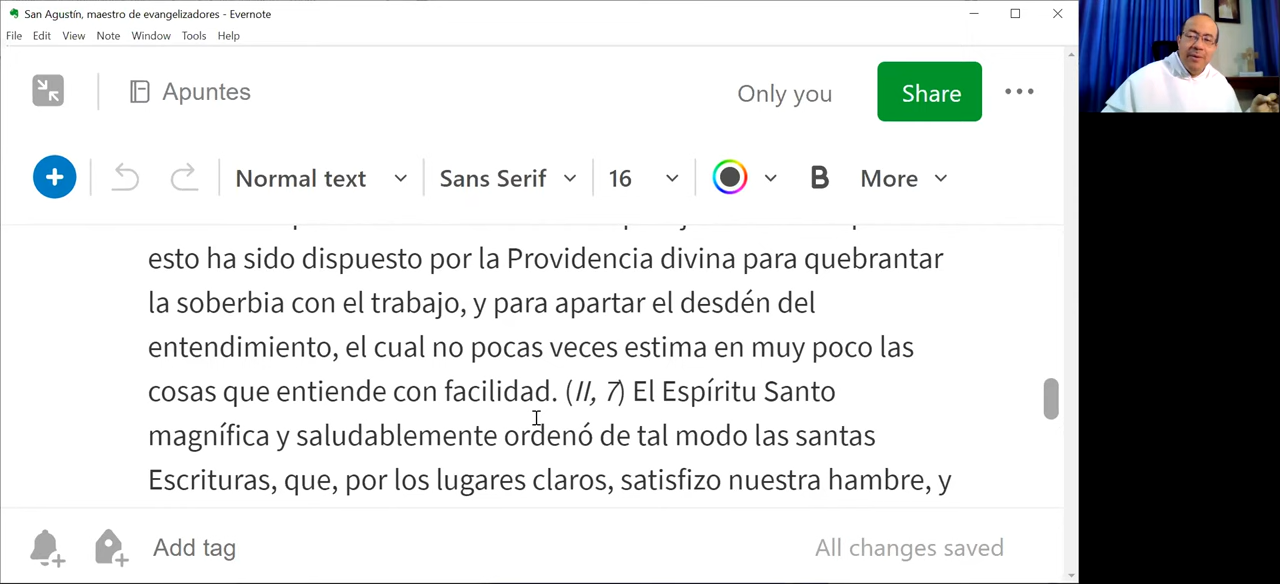 San Agustín, maestro de evangelizadores - Evernote
File Edit View Note Window Tools Help
Apuntes Only you Share
Normal text Sans Serif 16 B More
esto ha sido dispuesto por la Providencia divina para quebrantar
la soberbia con el trabajo, y para apartar el desdén del
entendimiento, el cual no pocas veces estima en muy poco las
cosas que entiende con facilidad. (II, 7) El Espíritu Santo
magnífica y saludablemente ordenó de tal modo las santas
Escrituras, que, por los lugares claros, satisfizo nuestra hambre, y
Add tag All changes saved